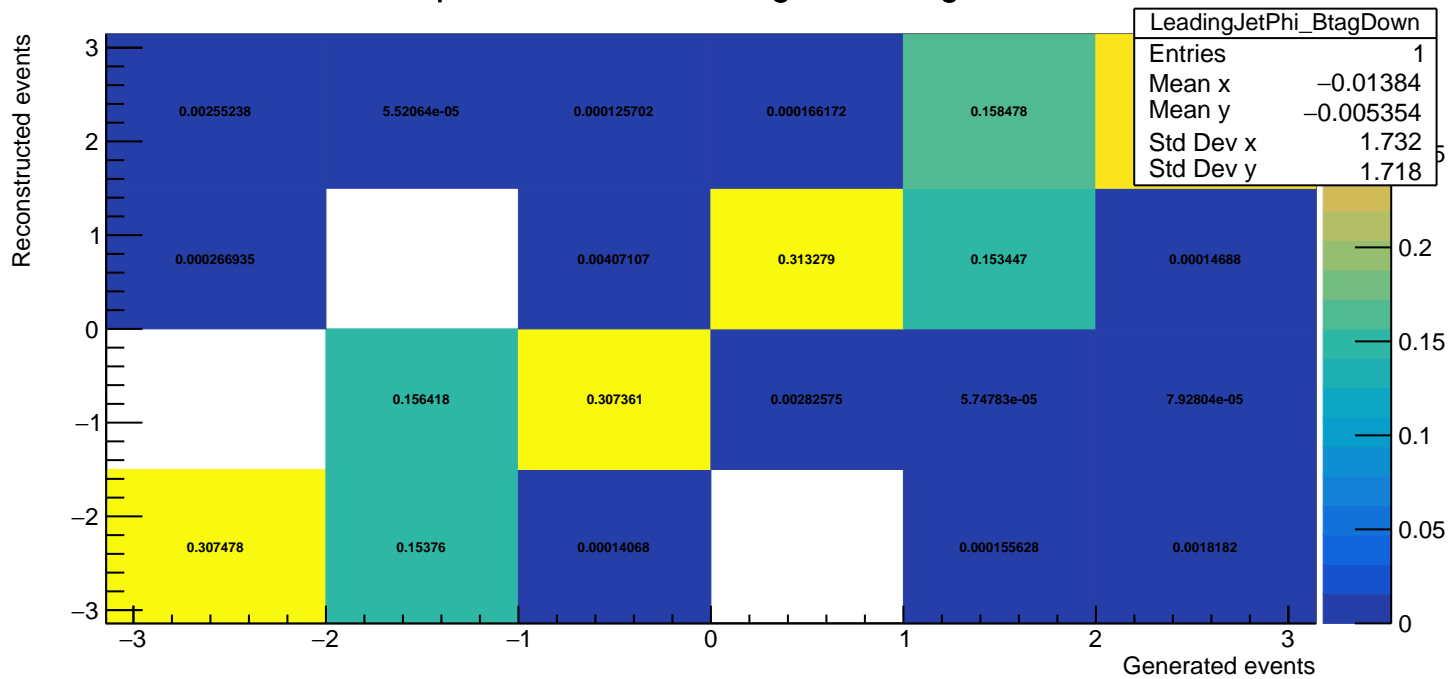 LeadingJetPhi_BtagDown
Entries 1
Mean x −0.01384
Mean y −0.005354
Std Dev x 1.732
Std Dev y 1.718
Reconstructed events
3
2
1
0
−1
−2
−3
0.00255238 5.52064e-05 0.000125702 0.000166172 0.158478
0.000266935 0.00407107 0.313279 0.153447 0.00014688
0.156418 0.307361 0.00282575 5.74783e-05 7.92804e-05
0.307478 0.15376 0.00014068 0.000155628 0.0018182
0.2
0.15
0.1
0.05
0
−3 −2 −1 0 1 2 3
Generated events